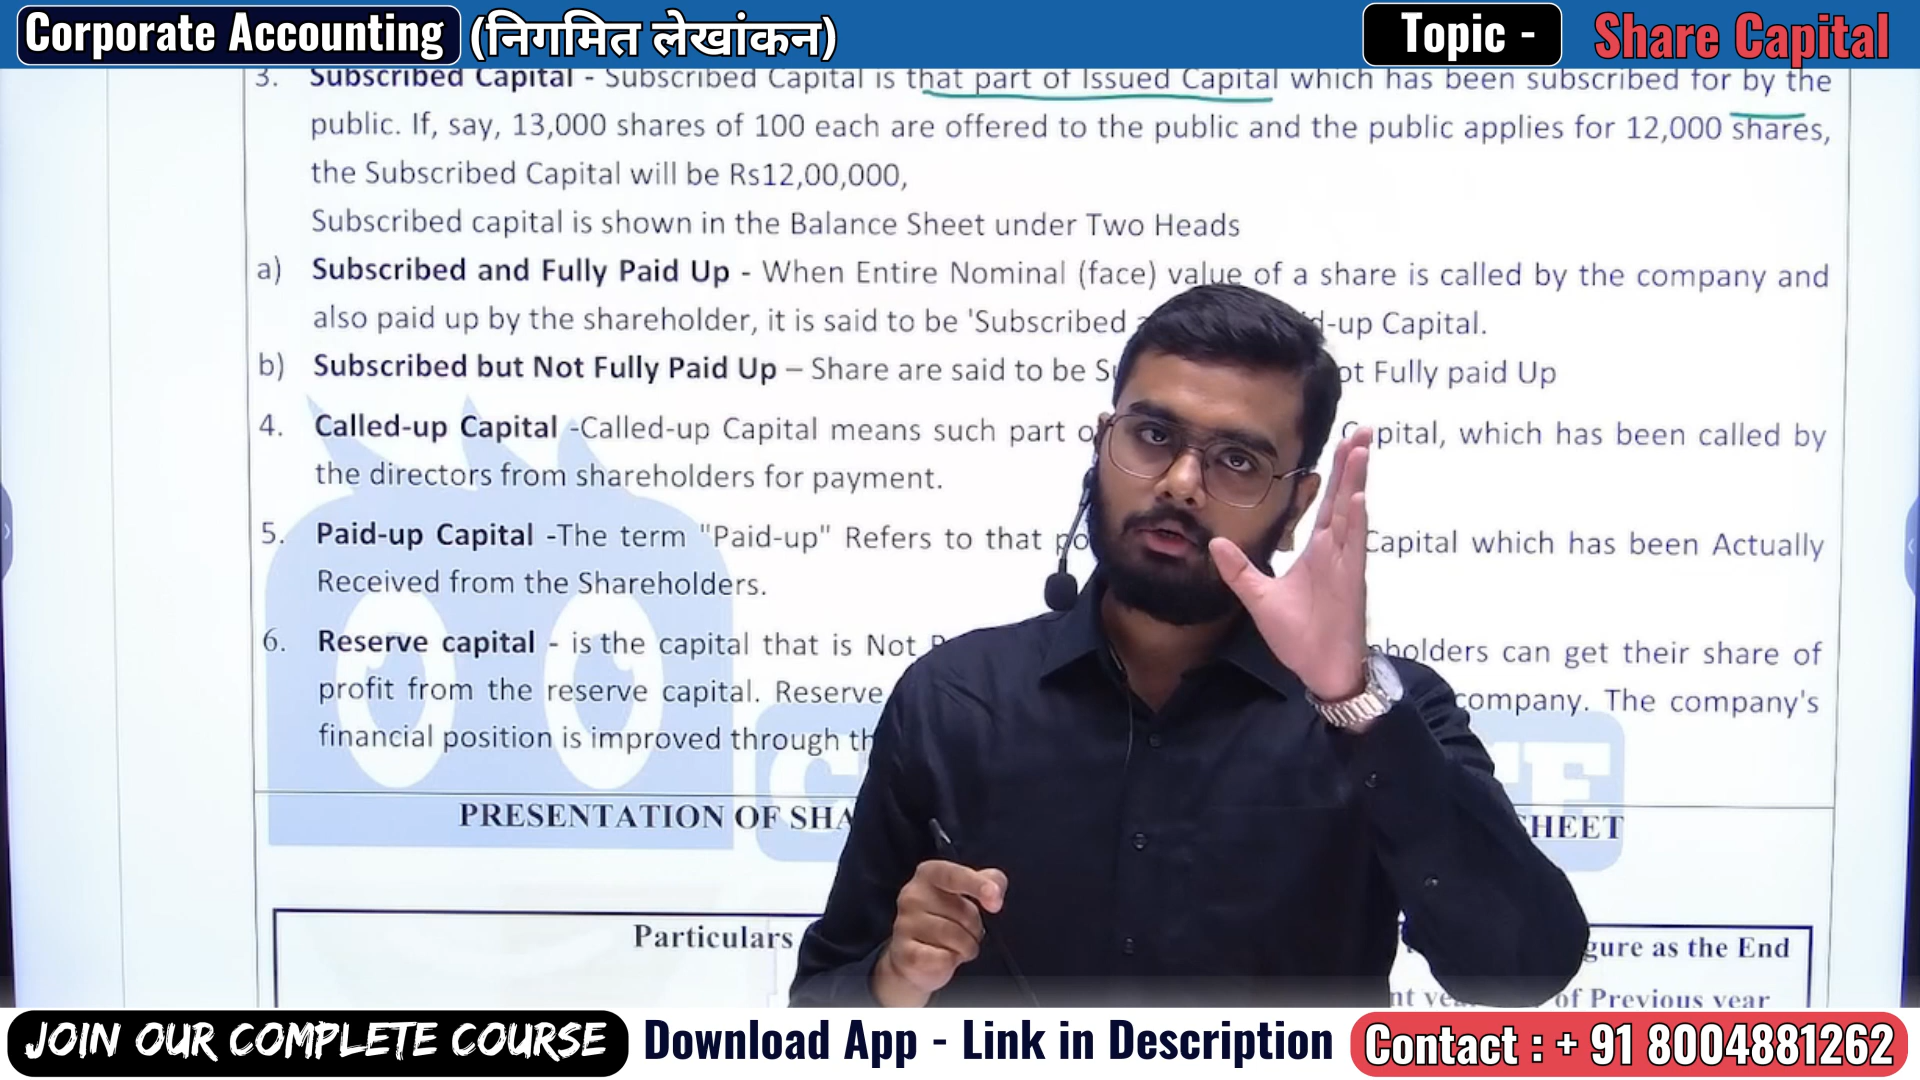 Corporate Accounting (निगमित लेखांकन)
Topic - Share Capital
3. Subscribed Capital - Subscribed Capital is that part of Issued Capital which has been subscribed for by the
public. If, say, 13,000 shares of 100 each are offered to the public and the public applies for 12,000 shares,
the Subscribed Capital will be Rs12,00,000,
Subscribed capital is shown in the Balance Sheet under Two Heads
a) Subscribed and Fully Paid Up - When Entire Nominal (face) value of a share is called by the company and
also paid up by the shareholder, it is said to be 'Subscribed d-up Capital.
b) Subscribed but Not Fully Paid Up – Share are said to be Fully paid Up
4. Called-up Capital -Called-up Capital means such part Capital, which has been called by
the directors from shareholders for payment.
5. Paid-up Capital -The term "Paid-up" Refers to that Capital which has been Actually
Received from the Shareholders.
6. Reserve capital - is the capital that is Not holders can get their share of
profit from the reserve capital. Reserve company. The company's
financial position is improved through
PRESENTATION OF HEET
Particulars gure as the End
of Previous year
JOIN OUR COMPLETE COURSE Download App - Link in Description Contact : + 91 8004881262